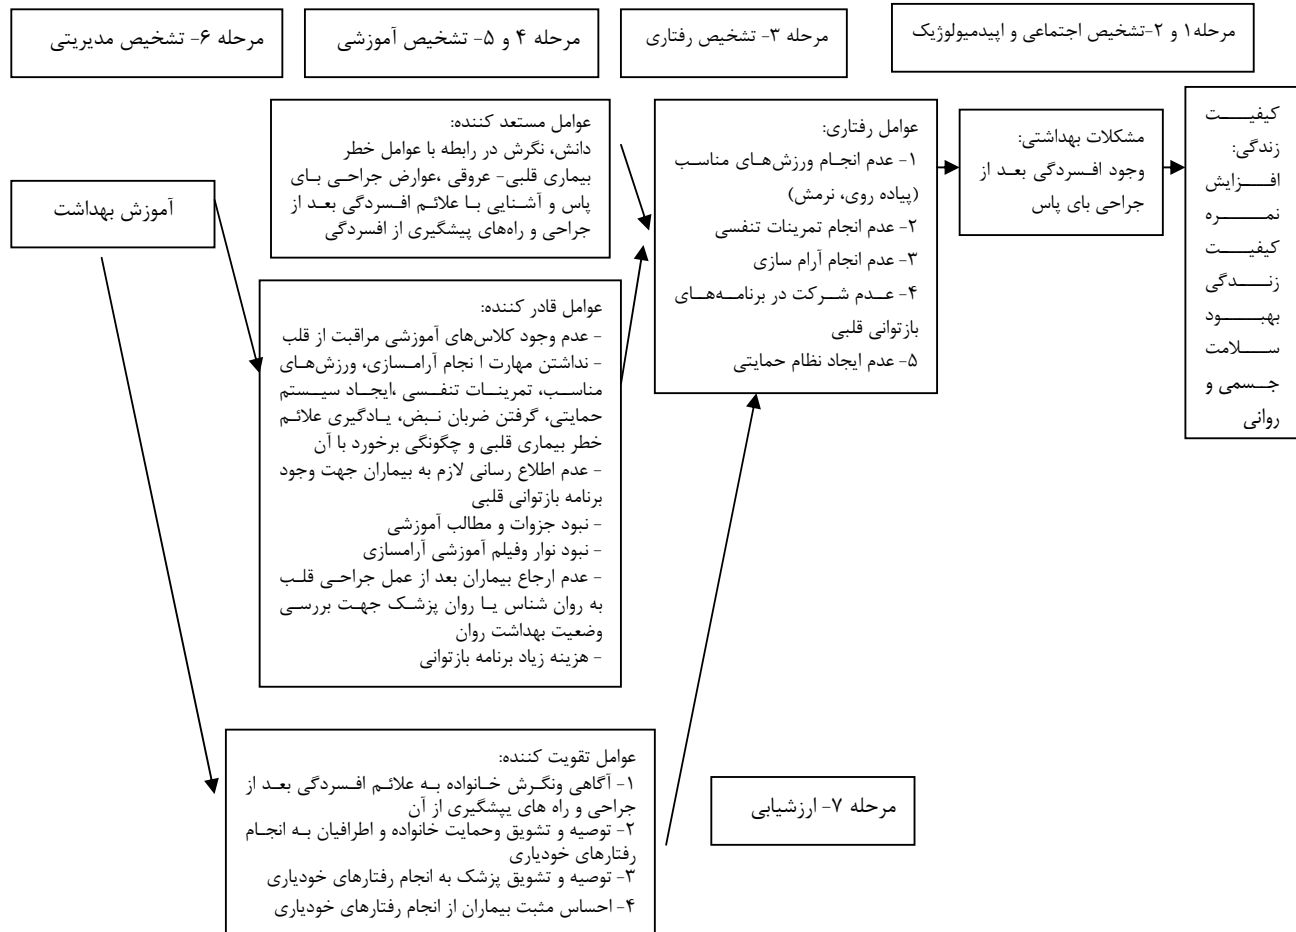 مرحله۱ و ۲-تشخیص اجتماعی و اپیدمیولوژیک
مرحله ۳- تشخیص رفتاری
مرحله ۴ و ۵- تشخیص آموزشی
مرحله ۶- تشخیص مدیریتی
کیفیت
زندگی:
افزایش
نمره
کیفیت
زندگی
بهبود
سلامت
جسمی و
روانی
مشکلات بهداشتی:
وجود افسردگی بعد از
جراحی بای پاس
عوامل رفتاری:
۱- عدم انجام ورزش‌های مناسب
(پیاده روی، نرمش)
۲- عدم انجام تمرینات تنفسی
۳- عدم انجام آرام سازی
۴- عدم شرکت در برنامه‌های
بازتوانی قلبی
۵- عدم ایجاد نظام حمایتی
عوامل مستعد کننده:
دانش، نگرش در رابطه با عوامل خطر
بیماری قلبی- عروقی ،عوارض جراحی بای
پاس و آشنایی با علائم افسردگی بعد از
جراحی و راه‌های پیشگیری از افسردگی
آموزش بهداشت
عوامل قادر کننده:
- عدم وجود کلاس‌های آموزشی مراقبت از قلب
- نداشتن مهارت ا نجام آرامسازی، ورزش‌های
مناسب، تمرینات تنفسی ،ایجاد سیستم
حمایتی، گرفتن ضربان نبض، یادگیری علائم
خطر بیماری قلبی و چگونگی برخورد با آن
- عدم اطلاع رسانی لازم به بیماران جهت وجود
برنامه بازتوانی قلبی
- نبود جزوات و مطالب آموزشی
- نبود نوار وفیلم آموزشی آرامسازی
- عدم ارجاع بیماران بعد از عمل جراحی قلب
به روان شناس یا روان پزشک جهت بررسی
وضعیت بهداشت روان
- هزینه زیاد برنامه بازتوانی
عوامل تقویت کننده:
۱- آگاهی ونگرش خانواده به علائم افسردگی بعد از
جراحی و راه های پیشگیری از آن
۲- توصیه و تشویق وحمایت خانواده و اطرافیان به انجام
رفتارهای خودیاری
۳- توصیه و تشویق پزشک به انجام رفتارهای خودیاری
۴- احساس مثبت بیماران از انجام رفتارهای خودیاری
مرحله ۷- ارزشیابی